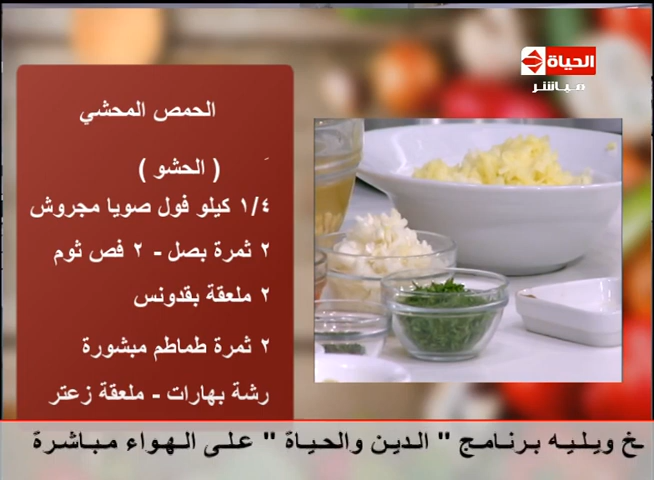 الحياة
مباشر
الحمص المحشي
( الحشو )
١/٤ كيلو فول صويا مجروش
٢ ثمرة بصل - ٢ فص ثوم
٢ ملعقة بقدونس
٢ ثمرة طماطم مبشورة
رشة بهارات - ملعقة زعتر
خ ويليه برنامج " الدين والحياة " على الهواء مباشرة